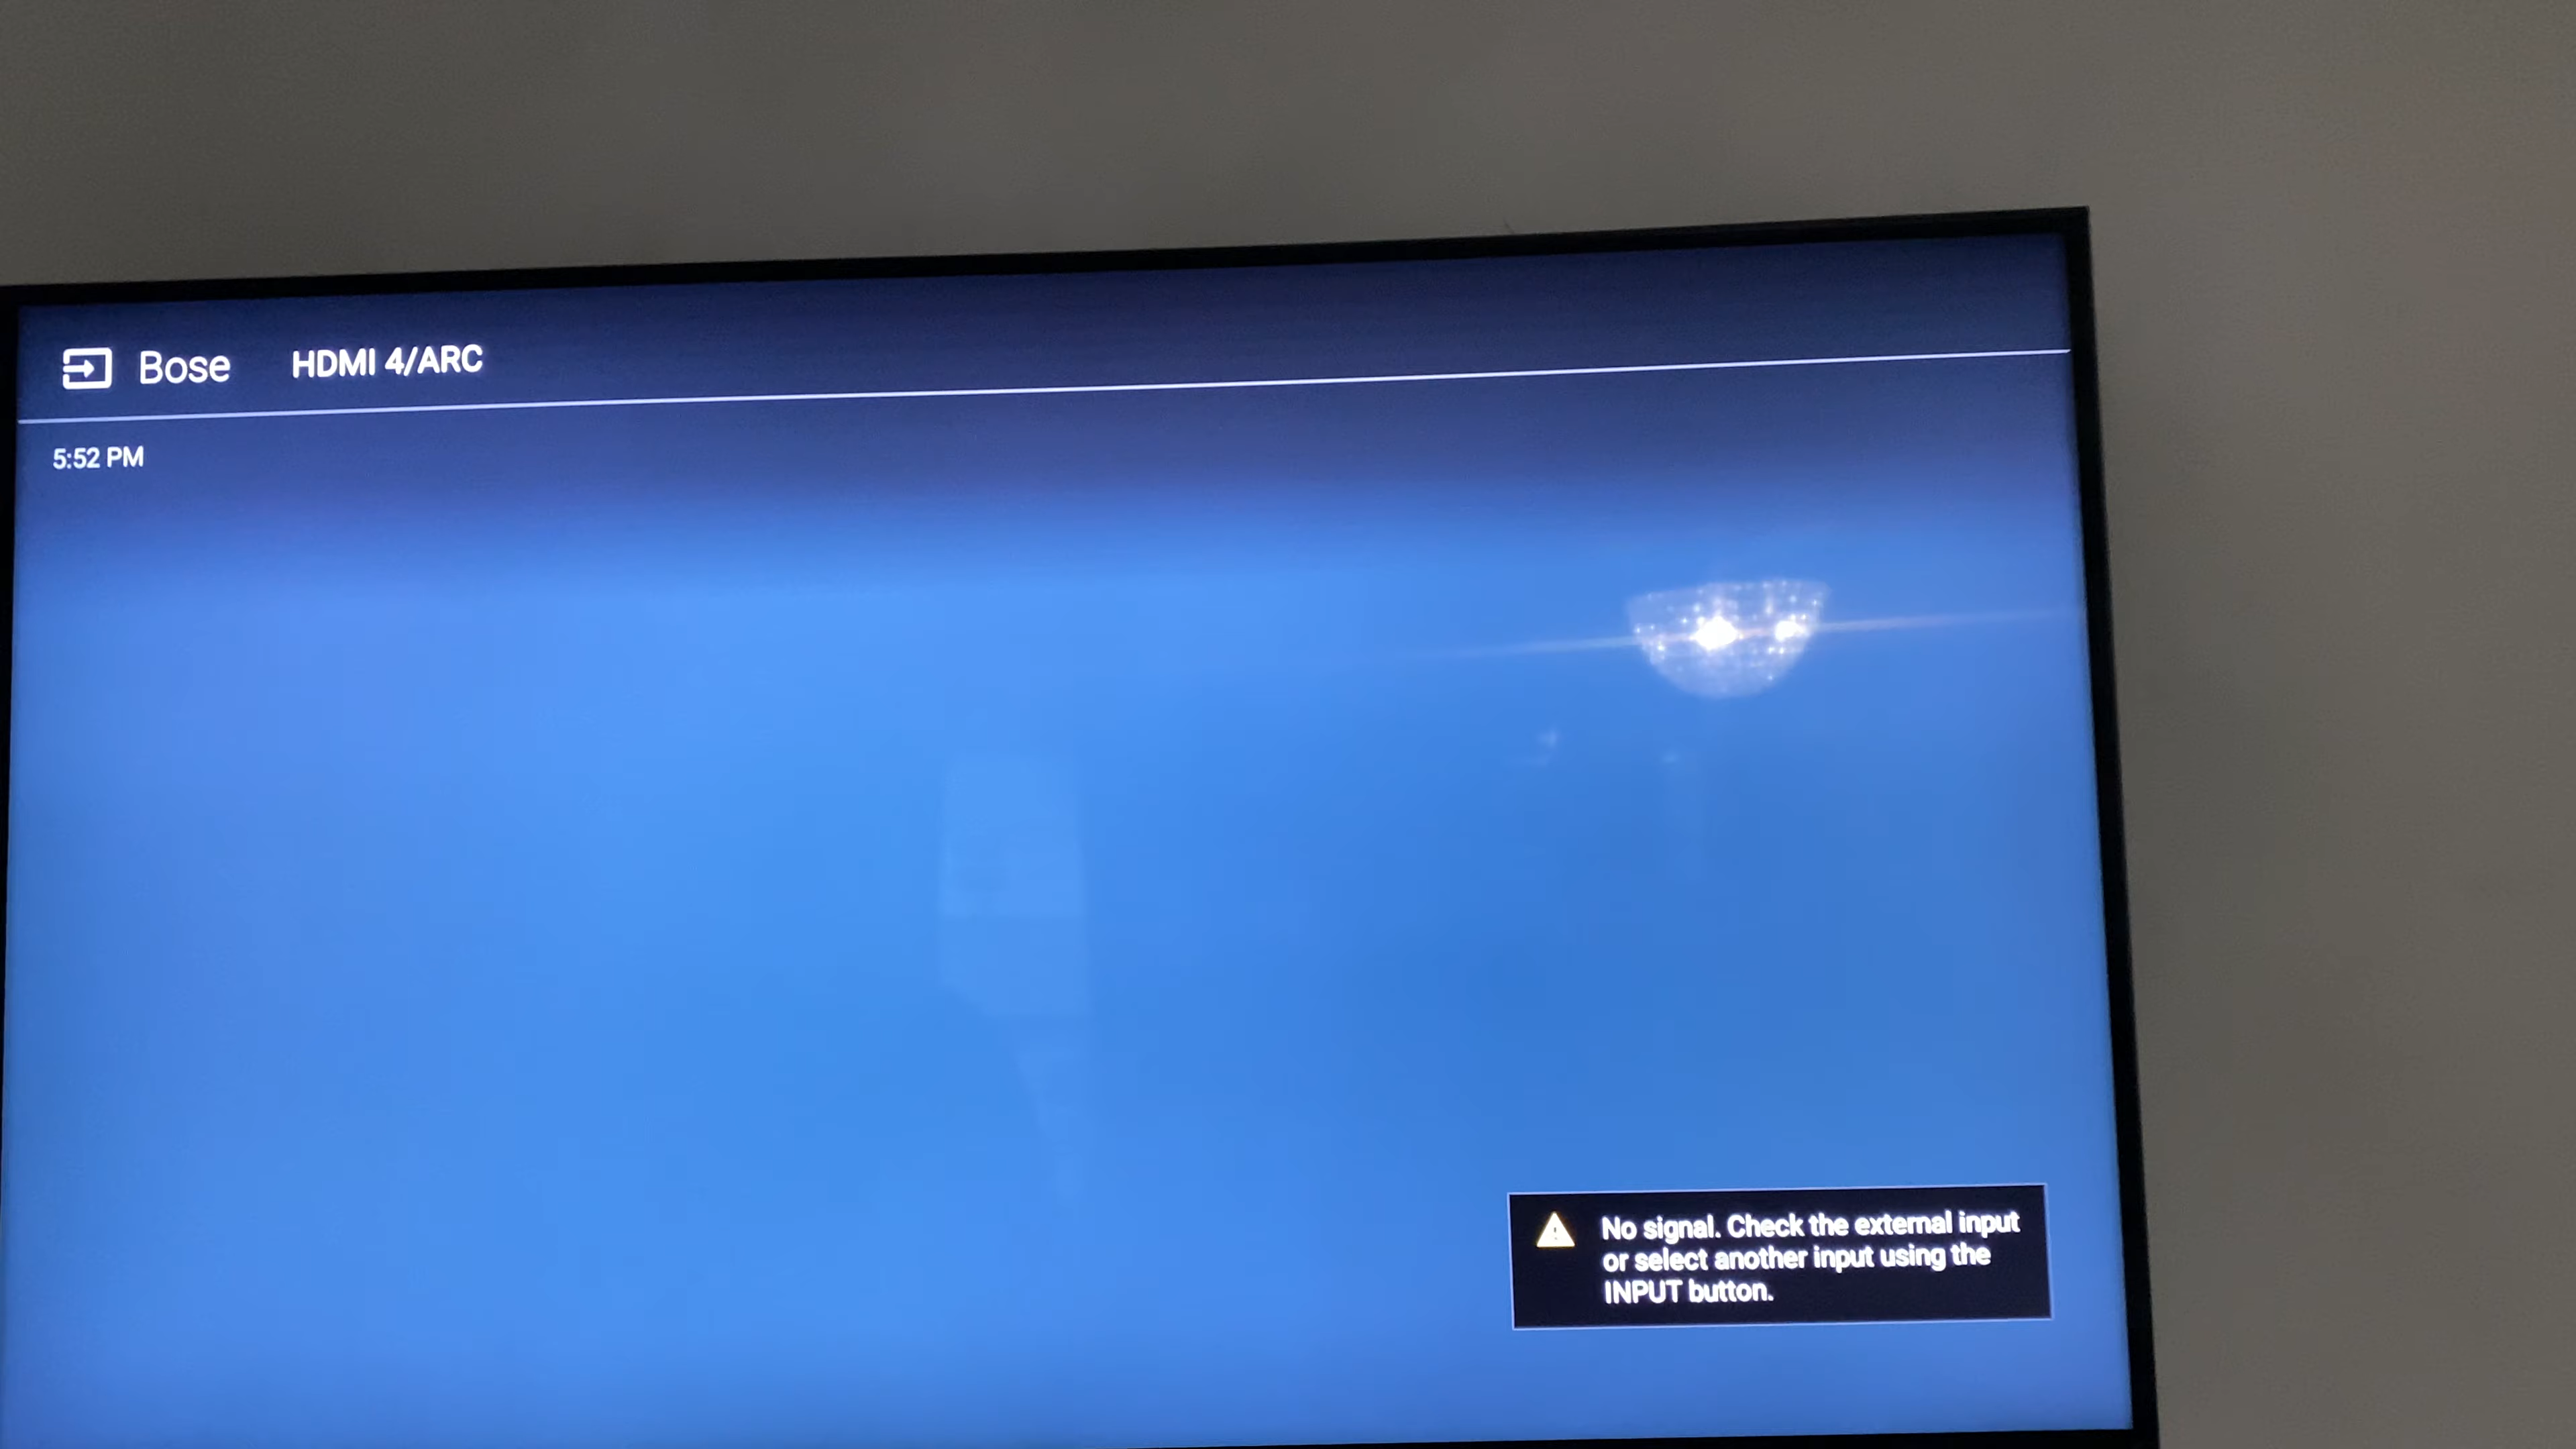 Bose HDMI 4/ARC
5:52 PM
No signal. Check the external input
or select another input using the
INPUT button.